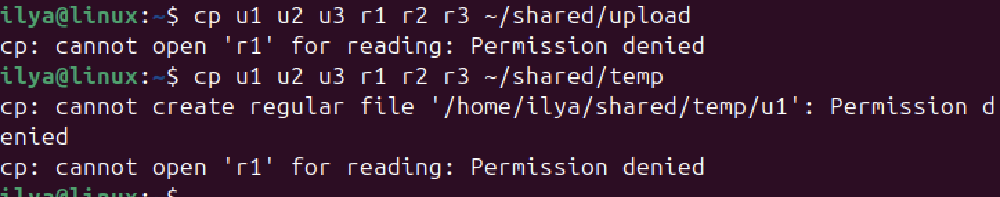 ilya@linux:~$ cp u1 u2 u3 r1 r2 r3 ~/shared/upload
cp: cannot open 'r1' for reading: Permission denied
ilya@linux:~$ cp u1 u2 u3 r1 r2 r3 ~/shared/temp
cp: cannot create regular file '/home/ilya/shared/temp/u1': Permission d
enied
cp: cannot open 'r1' for reading: Permission denied
ilya@linux: $